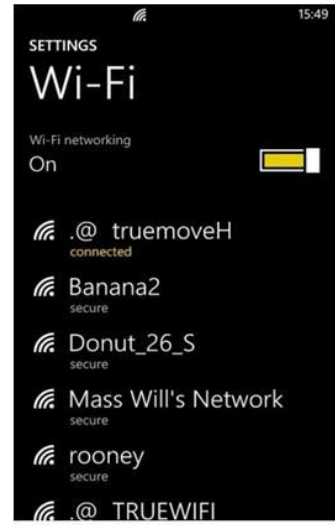 15:49
SETTINGS
Wi-Fi
Wi-Fi networking
On
.@ truemoveH
connected
Banana2
secure
Donut_26_S
secure
Mass Will's Network
secure
rooney
secure
.@ TRUEWIFI